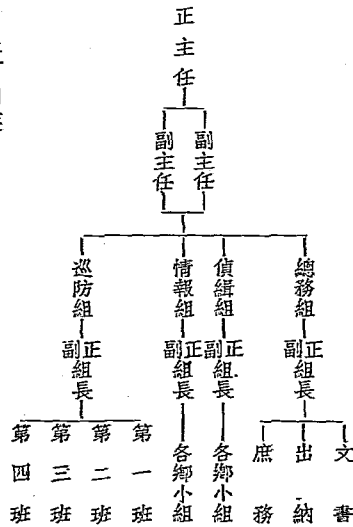 正主任
副主任
副主任
總務組
正副組長
文書
出納
庶務
偵緝組
正副組長
各鄉小組
情報組
正副組長
各鄉小組
巡防組
正副組長
第一班
第二班
第三班
第四班